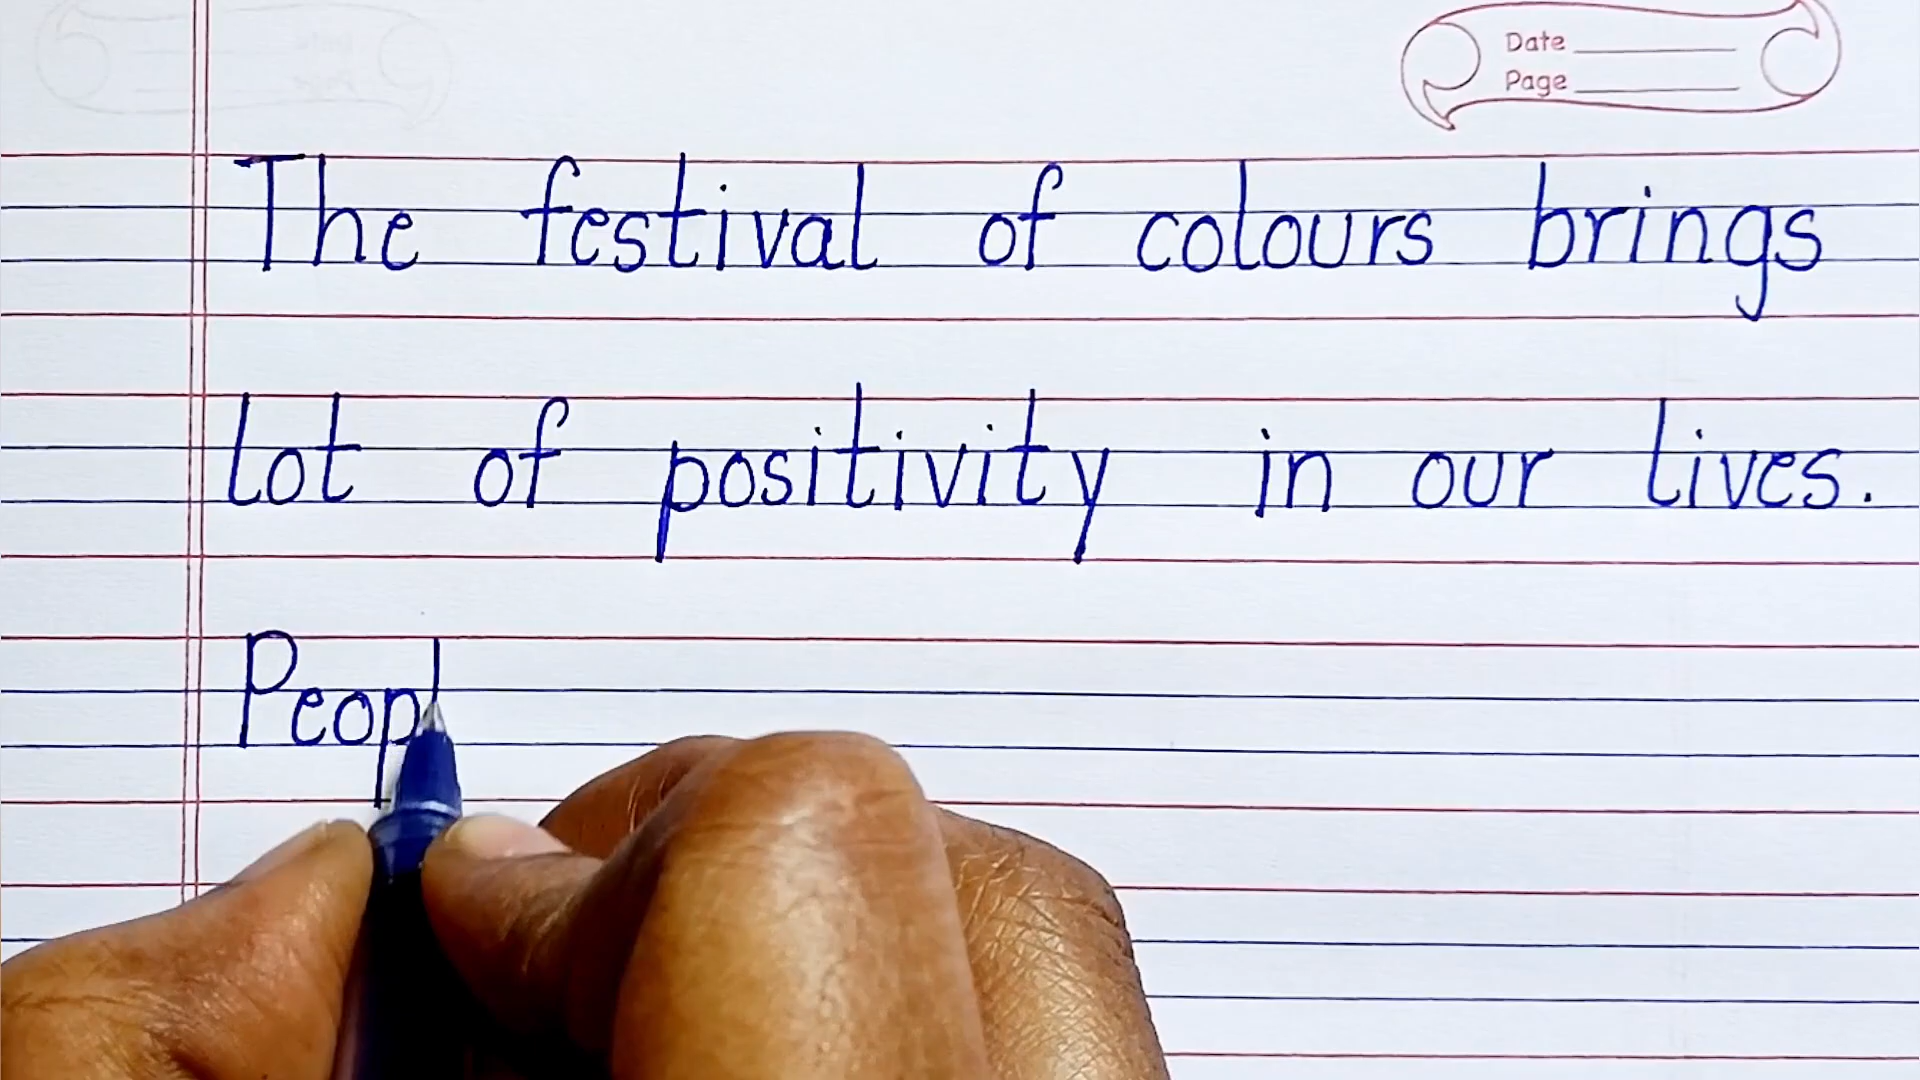 Date
Page
The festival of colours brings
lot of positivity in our lives.
Peopl